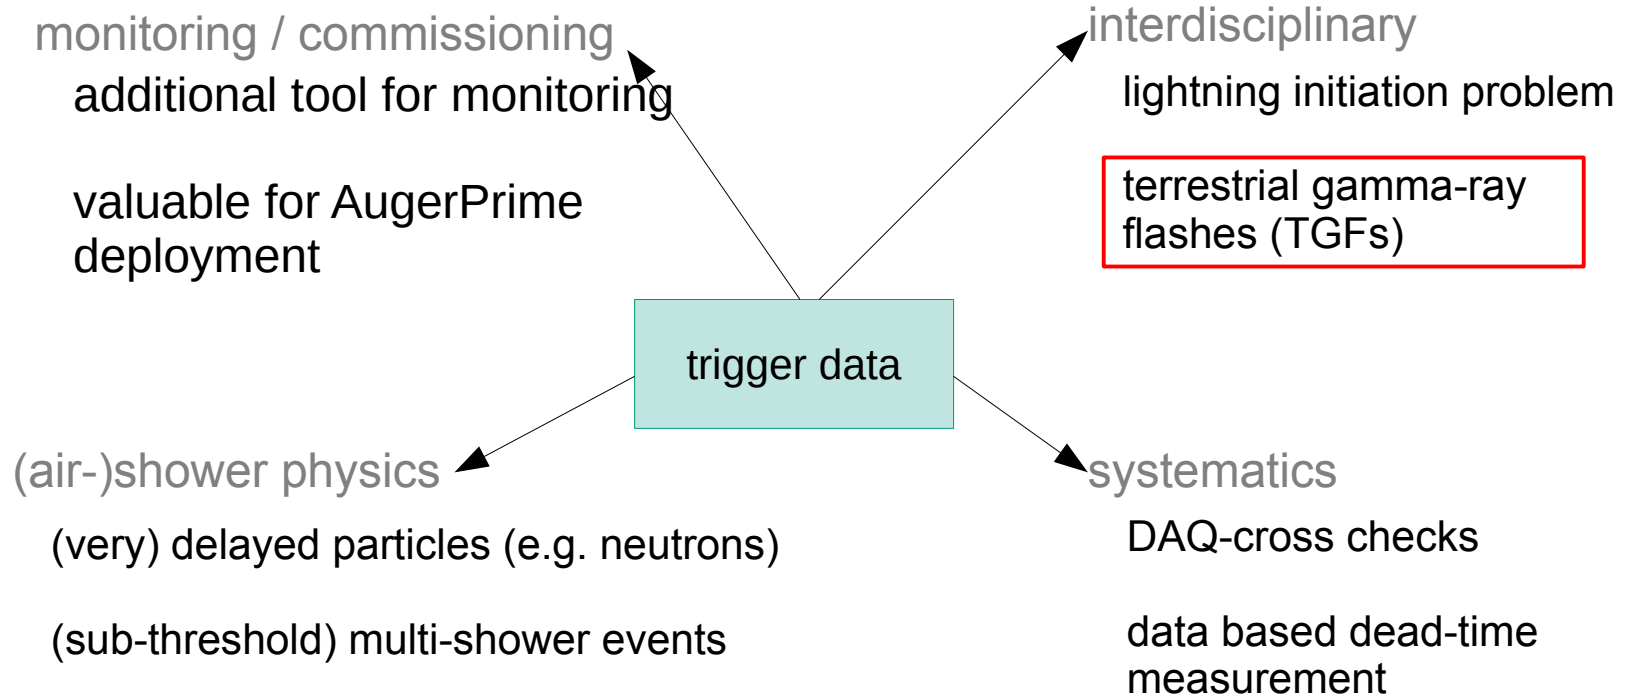 monitoring / commissioning
additional tool for monitoring
valuable for AugerPrime
deployment
interdisciplinary
lightning initiation problem
terrestrial gamma-ray
flashes (TGFs)
trigger data
(air-)shower physics
(very) delayed particles (e.g. neutrons)
(sub-threshold) multi-shower events
systematics
DAQ-cross checks
data based dead-time
measurement